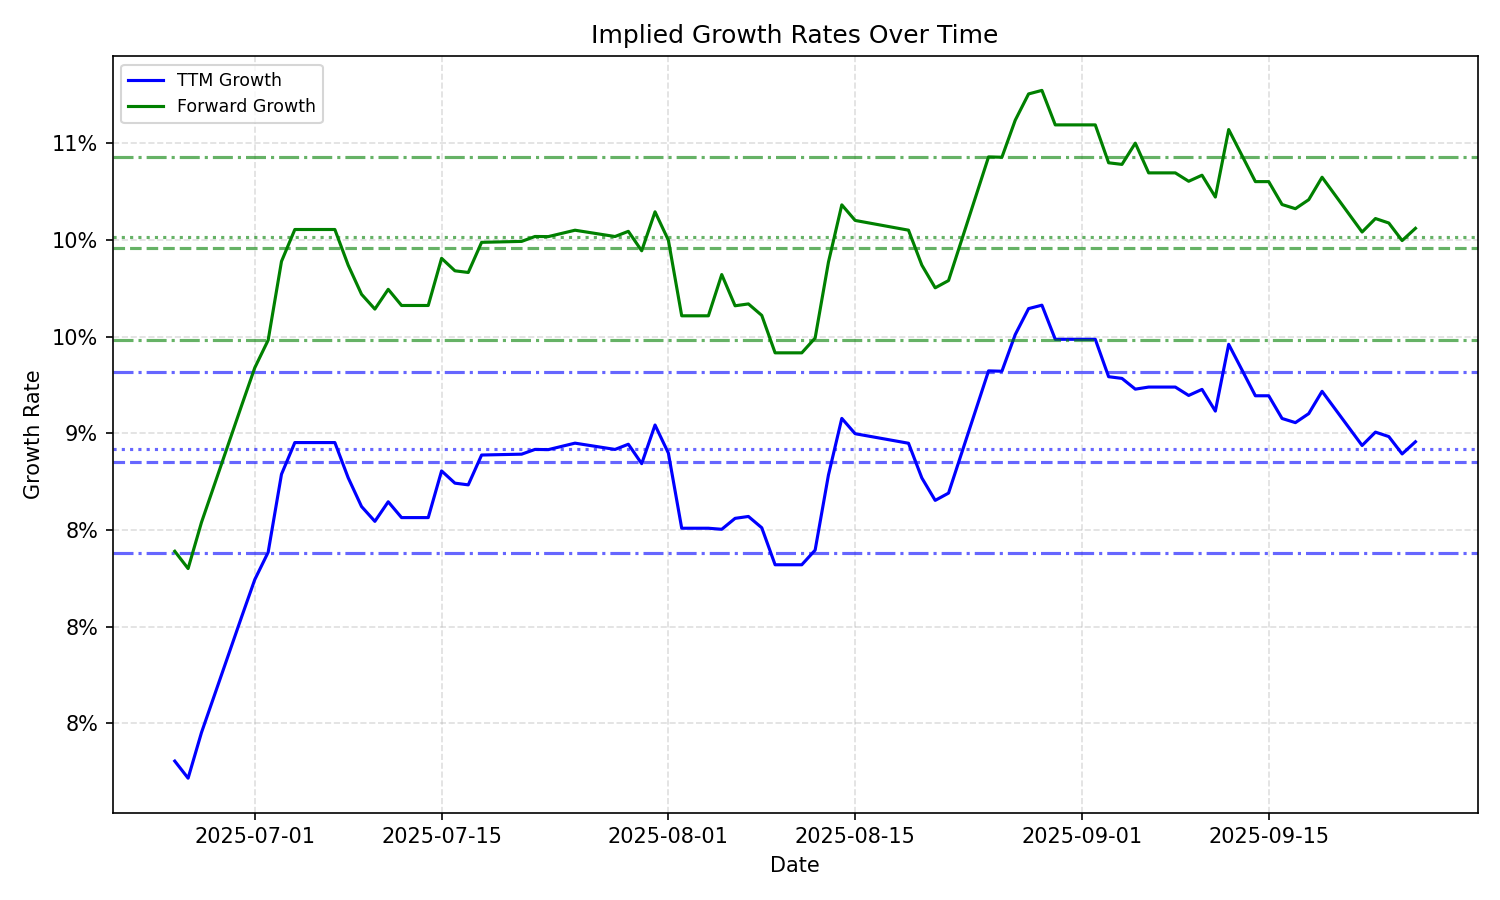 Implied Growth Rates Over Time
TTM Growth
Forward Growth
11%
10%
10%
9%
8%
8%
8%
Growth Rate
2025-07-01
2025-07-15
2025-08-01
2025-08-15
2025-09-01
2025-09-15
Date